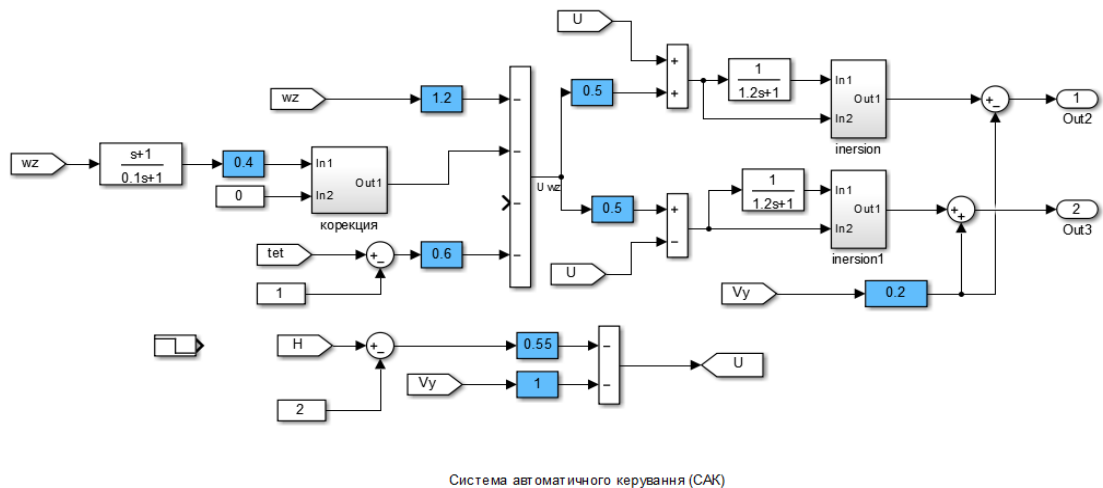 U
wz
1.2
0.5
1
1.2s+1
In1
In2
Out1
inersion
1
Out2
wz
s+1
0.1s+1
0.4
0
In1
In2
Out1
корекция
U wz
0.5
1
1.2s+1
In1
In2
Out1
inersion1
2
Out3
tet
0.6
1
U
Vy
0.2
H
0.55
U
Vy
1
2
Система автоматичного керування (САК)